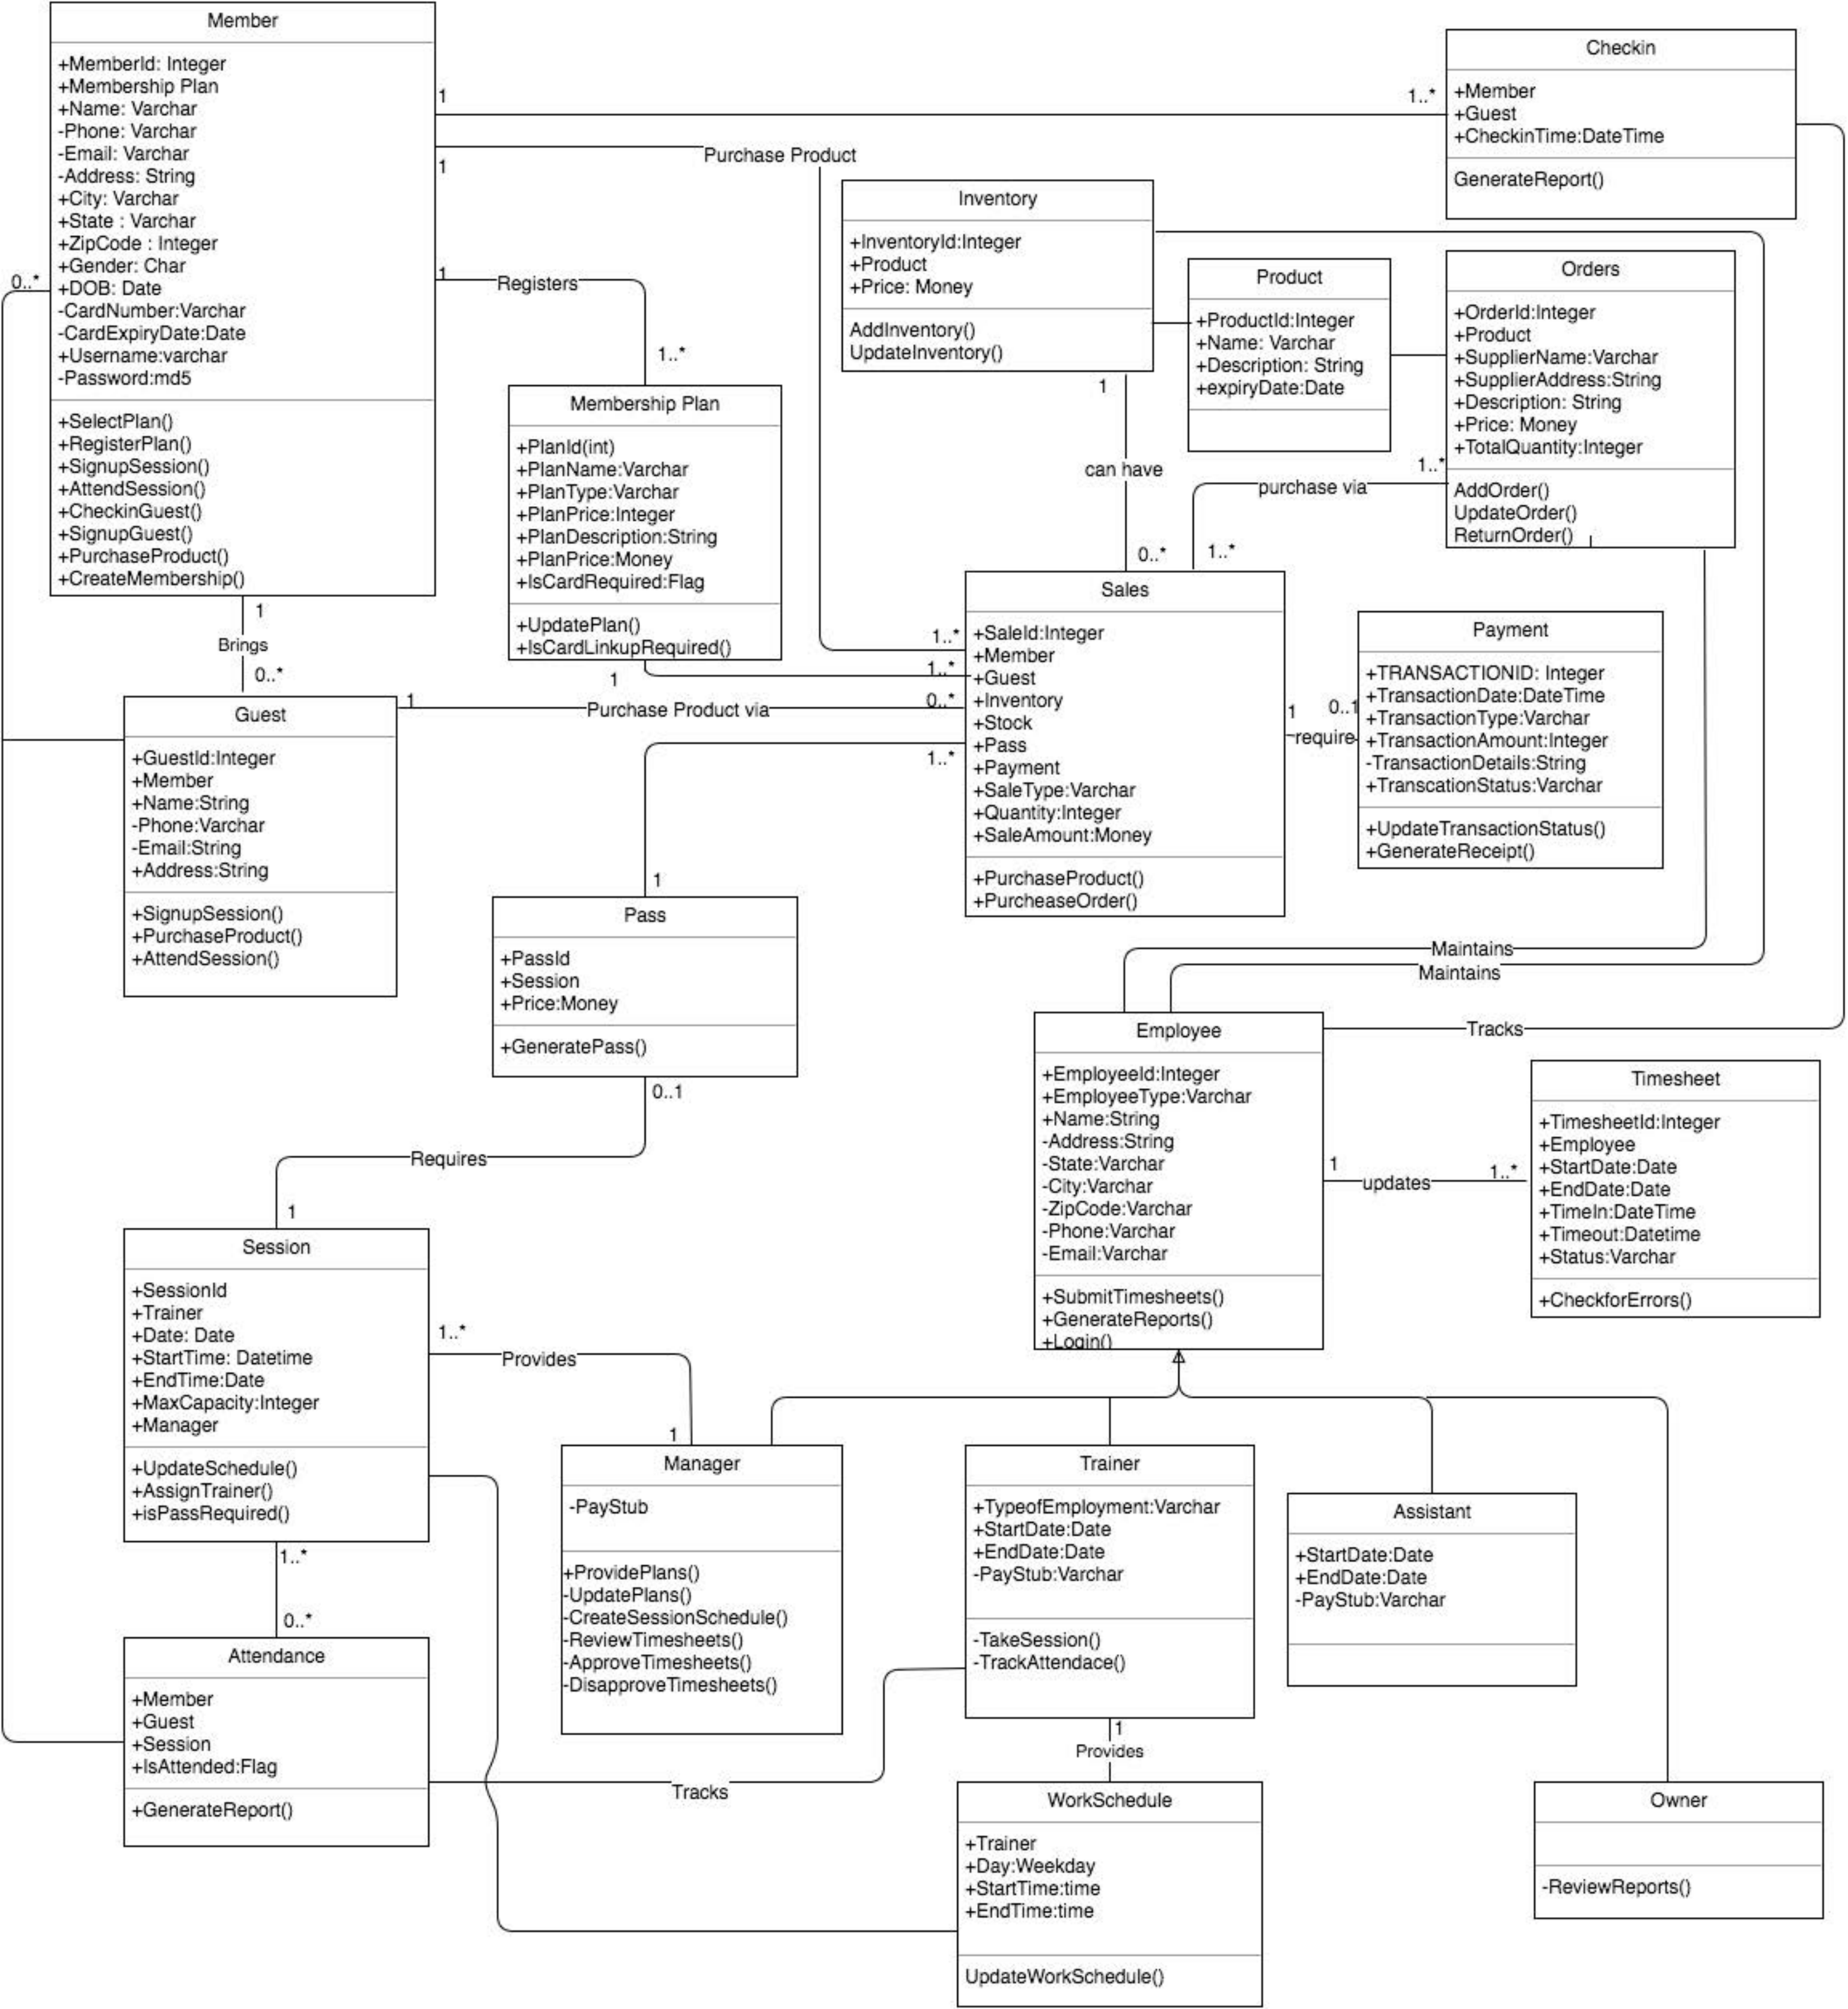 Member
+MemberId: Integer
+Membership Plan
+Name: Varchar
-Phone: Varchar
-Email: Varchar
-Address: String
+City: Varchar
+State : Varchar
+ZipCode : Integer
+Gender: Char
+DOB: Date
-CardNumber:Varchar
-CardExpiryDate:Date
+Username:varchar
-Password:md5
+SelectPlan()
+RegisterPlan()
+SignupSession()
+AttendSession()
+CheckinGuest()
+SignupGuest()
+PurchaseProduct()
+CreateMembership()
1
1..*
1
Purchase Product
1
Registers
1..*
0..*
Checkin
+Member
+Guest
+CheckinTime:DateTime
GenerateReport()
Inventory
+InventoryId:Integer
+Product
+Price: Money
AddInventory()
UpdateInventory()
Product
+ProductId:Integer
+Name: Varchar
+Description: String
+expiryDate:Date
Orders
+OrderId:Integer
+Product
+SupplierName:Varchar
+SupplierAddress:String
+Description: String
+Price: Money
+TotalQuantity:Integer
AddOrder()
UpdateOrder()
ReturnOrder()
Membership Plan
+PlanId(int)
+PlanName:Varchar
+PlanType:Varchar
+PlanPrice:Integer
+PlanDescription:String
+PlanPrice:Money
+IsCardRequired:Flag
+UpdatePlan()
+IsCardLinkupRequired()
1
can have
0..*
1..*
purchase via
1..*
1
Brings
0..*
1..*
1..*
1
1
Purchase Product via
0..*
1..*
Sales
+SaleId:Integer
+Member
+Guest
+Inventory
+Stock
+Pass
+Payment
+SaleType:Varchar
+Quantity:Integer
+SaleAmount:Money
+PurchaseProduct()
+PurcheaseOrder()
1
0..1
require
Payment
+TRANSACTIONID: Integer
+TransactionDate:DateTime
+TransactionType:Varchar
+TransactionAmount:Integer
-TransactionDetails:String
+TranscationStatus:Varchar
+UpdateTransactionStatus()
+GenerateReceipt()
Guest
+GuestId:Integer
+Member
+Name:String
-Phone:Varchar
-Email:String
+Address:String
+SignupSession()
+PurchaseProduct()
+AttendSession()
1
Pass
+PassId
+Session
+Price:Money
+GeneratePass()
0..1
Requires
1
Maintains
Maintains
Tracks
Employee
+EmployeeId:Integer
+EmployeeType:Varchar
+Name:String
-Address:String
-State:Varchar
-City:Varchar
-ZipCode:Varchar
-Phone:Varchar
-Email:Varchar
+SubmitTimesheets()
+GenerateReports()
+Login()
1
updates
1..*
Timesheet
+TimesheetId:Integer
+Employee
+StartDate:Date
+EndDate:Date
+TimeIn:DateTime
+Timeout:Datetime
+Status:Varchar
+CheckforErrors()
Session
+SessionId
+Trainer
+Date: Date
+StartTime: Datetime
+EndTime:Date
+MaxCapacity:Integer
+Manager
+UpdateSchedule()
+AssignTrainer()
+isPassRequired()
1..*
Provides
1
Manager
-PayStub
+ProvidePlans()
-UpdatePlans()
-CreateSessionSchedule()
-ReviewTimesheets()
-ApproveTimesheets()
-DisapproveTimesheets()
Trainer
+TypeofEmployment:Varchar
+StartDate:Date
+EndDate:Date
-PayStub:Varchar
-TakeSession()
-TrackAttendace()
Assistant
+StartDate:Date
+EndDate:Date
-PayStub:Varchar
1..*
0..*
Attendance
+Member
+Guest
+Session
+IsAttended:Flag
+GenerateReport()
Tracks
1
Provides
WorkSchedule
+Trainer
+Day:Weekday
+StartTime:time
+EndTime:time
UpdateWorkSchedule()
Owner
-ReviewReports()